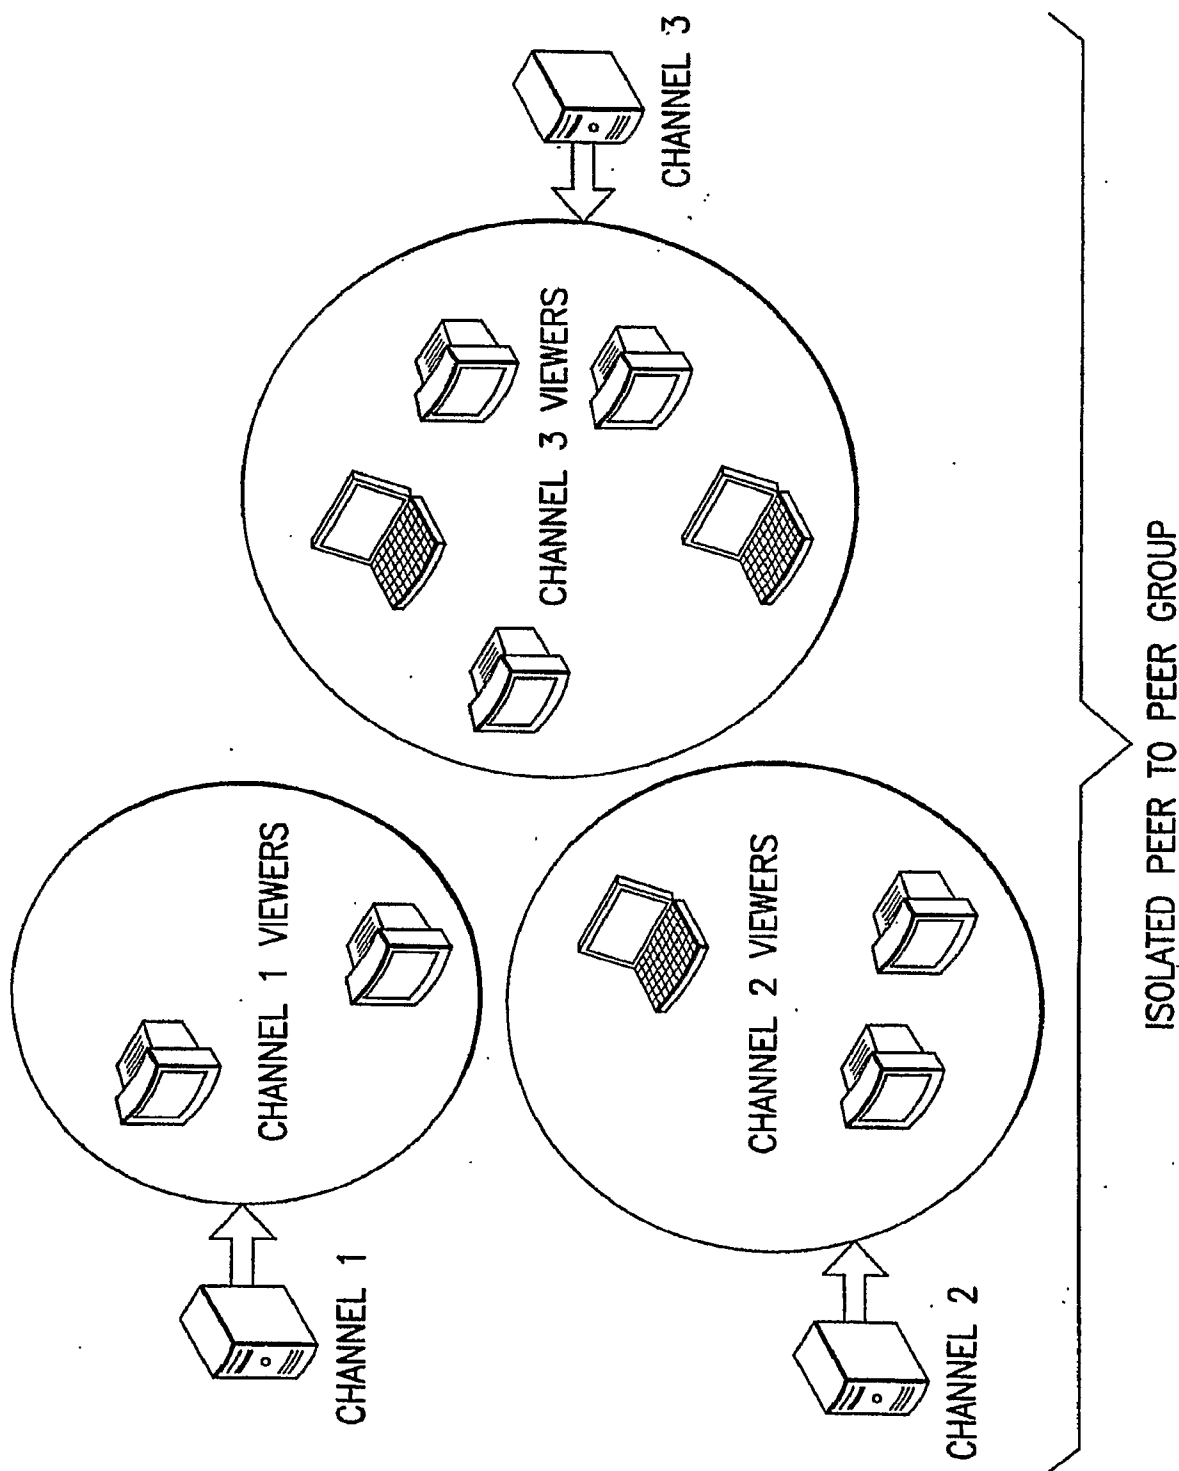 CHANNEL 1
CHANNEL 1 VIEWERS
CHANNEL 2
CHANNEL 2 VIEWERS
CHANNEL 3 VIEWERS
CHANNEL 3
ISOLATED PEER TO PEER GROUP